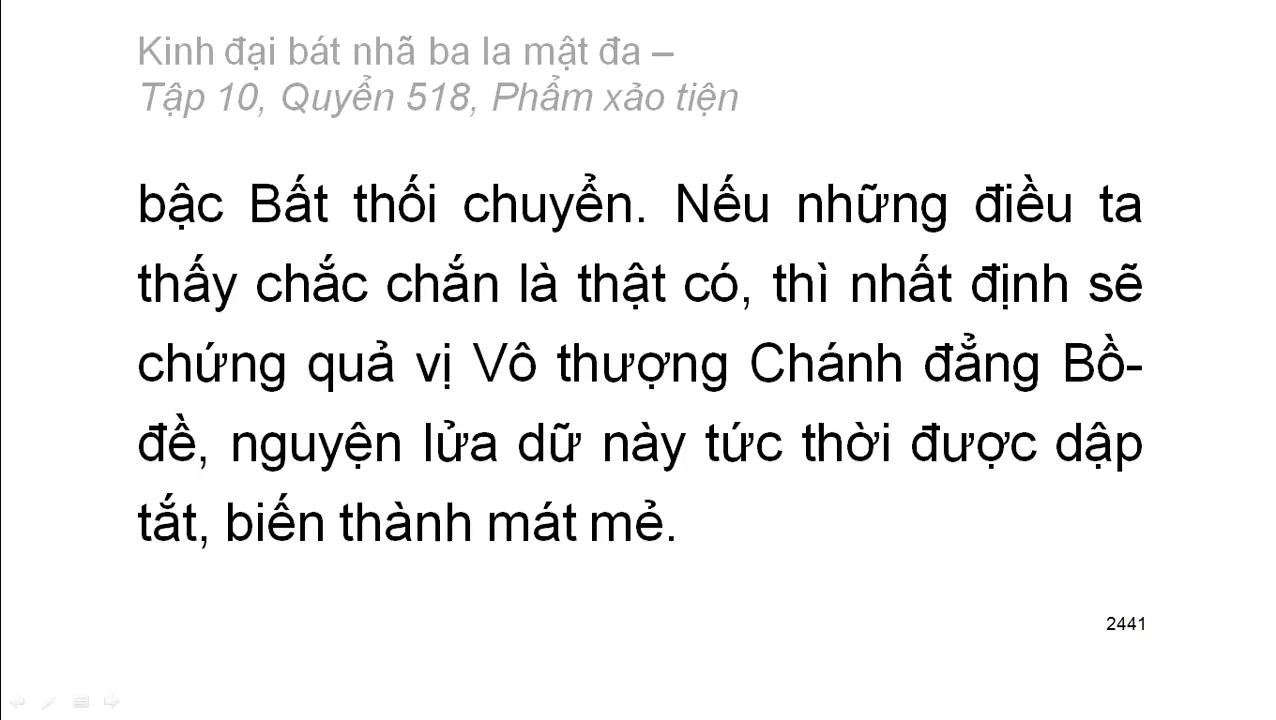 Kinh đại bát nhã ba la mật đa –
Tập 10, Quyển 518, Phẩm xảo tiện
bậc Bất thối chuyển. Nếu những điều ta
thấy chắc chắn là thật có, thì nhất định sẽ
chứng quả vị Vô thượng Chánh đẳng Bồ-
đề, nguyện lửa dữ này tức thời được dập
tắt, biến thành mát mẻ.
2441